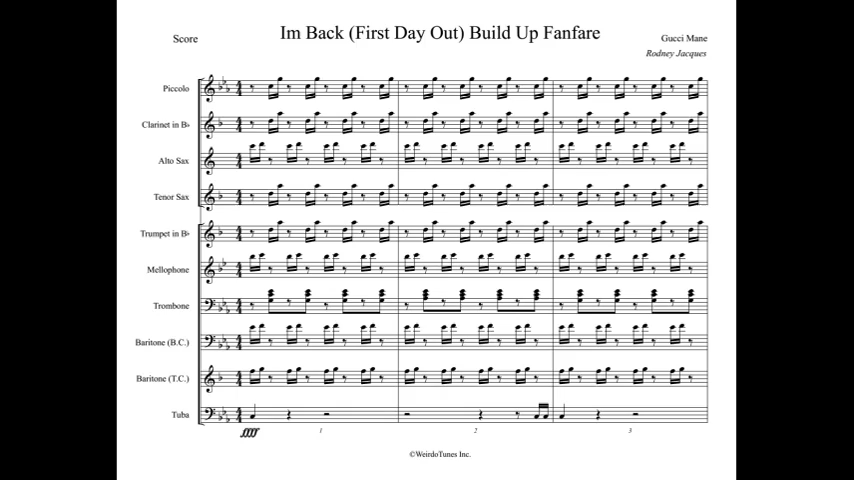 Im Back (First Day Out) Build Up Fanfare
Score
Gucci Mane
Rodney Jacques
Piccolo
Clarinet in B♭
Alto Sax
Tenor Sax
Trumpet in B♭
Mellophone
Trombone
Baritone (B.C.)
Baritone (T.C.)
Tuba
ffff
1 2 3
©WeirdoTunes Inc.